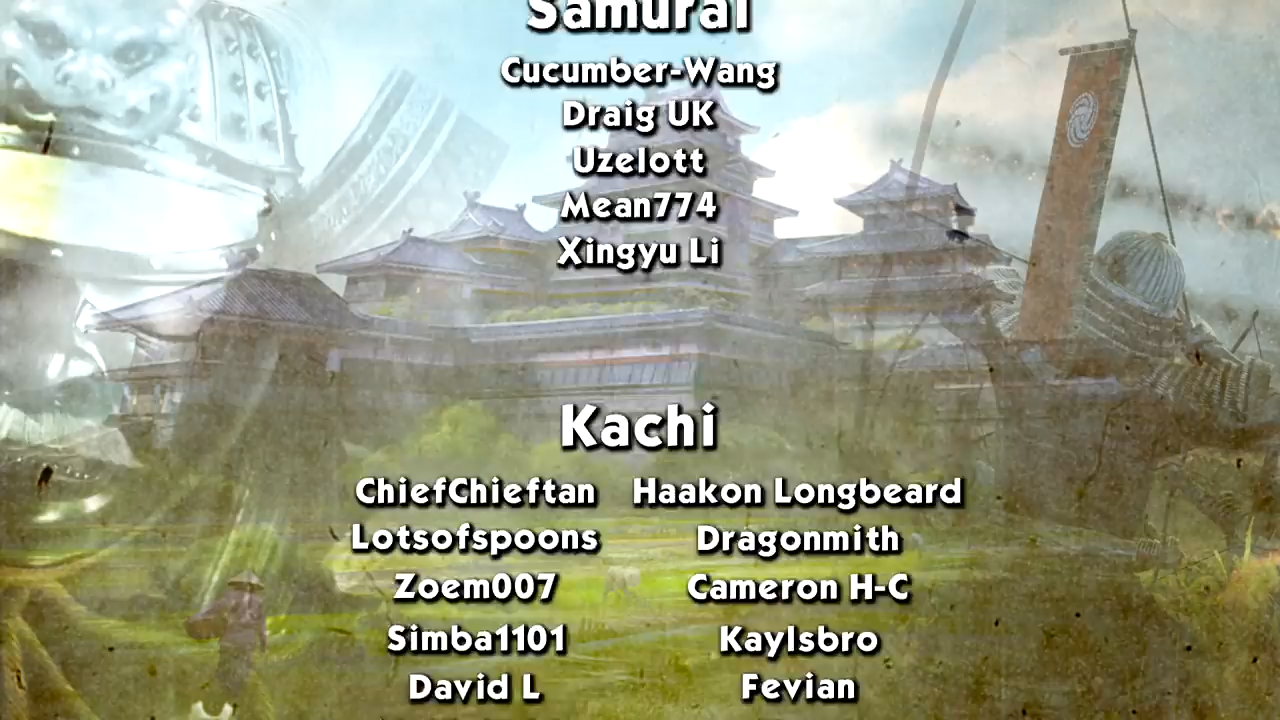 Samurai
Cucumber-Wang
Draig UK
Uzelott
Mean774
Xingyu Li
Kachi
ChiefChieftan Haakon Longbeard
Lotsofspoons Dragonmith
Zoem007 Cameron H-C
Simba1101 Kaylsbro
David L Fevian